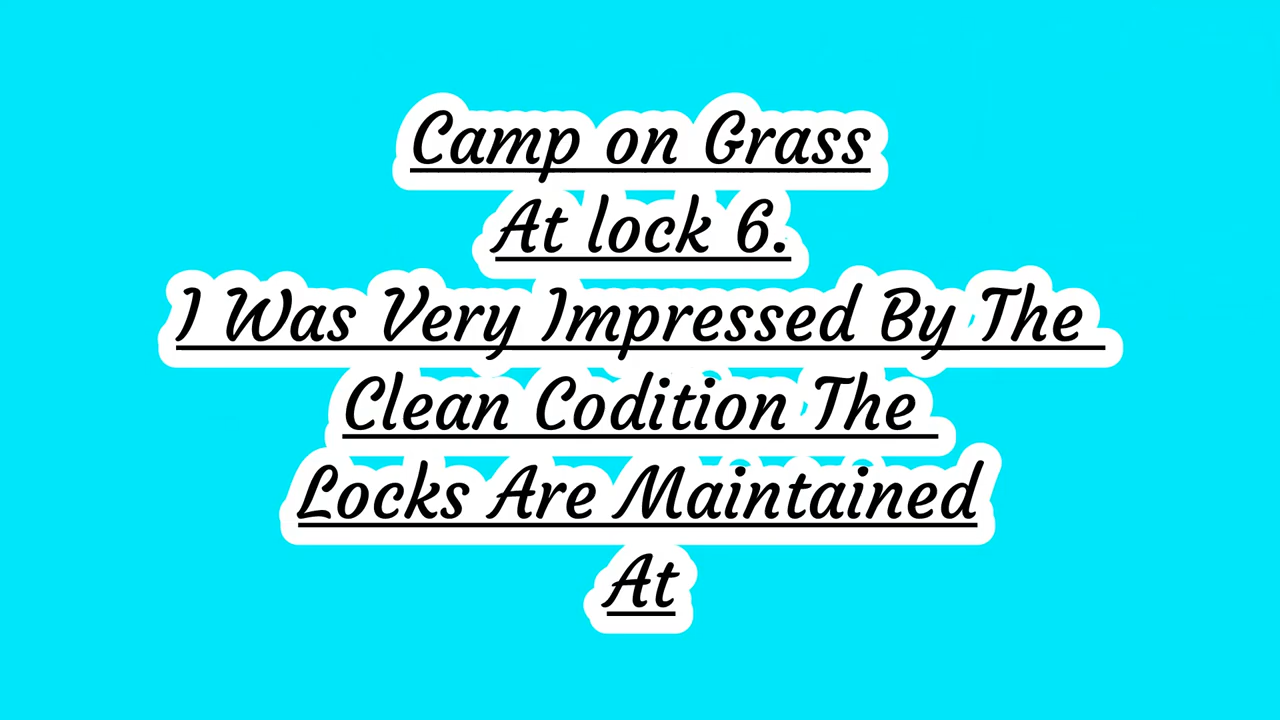 Camp on Grass
At lock 6.
I Was Very Impressed By The
Clean Codition The
Locks Are Maintained
At